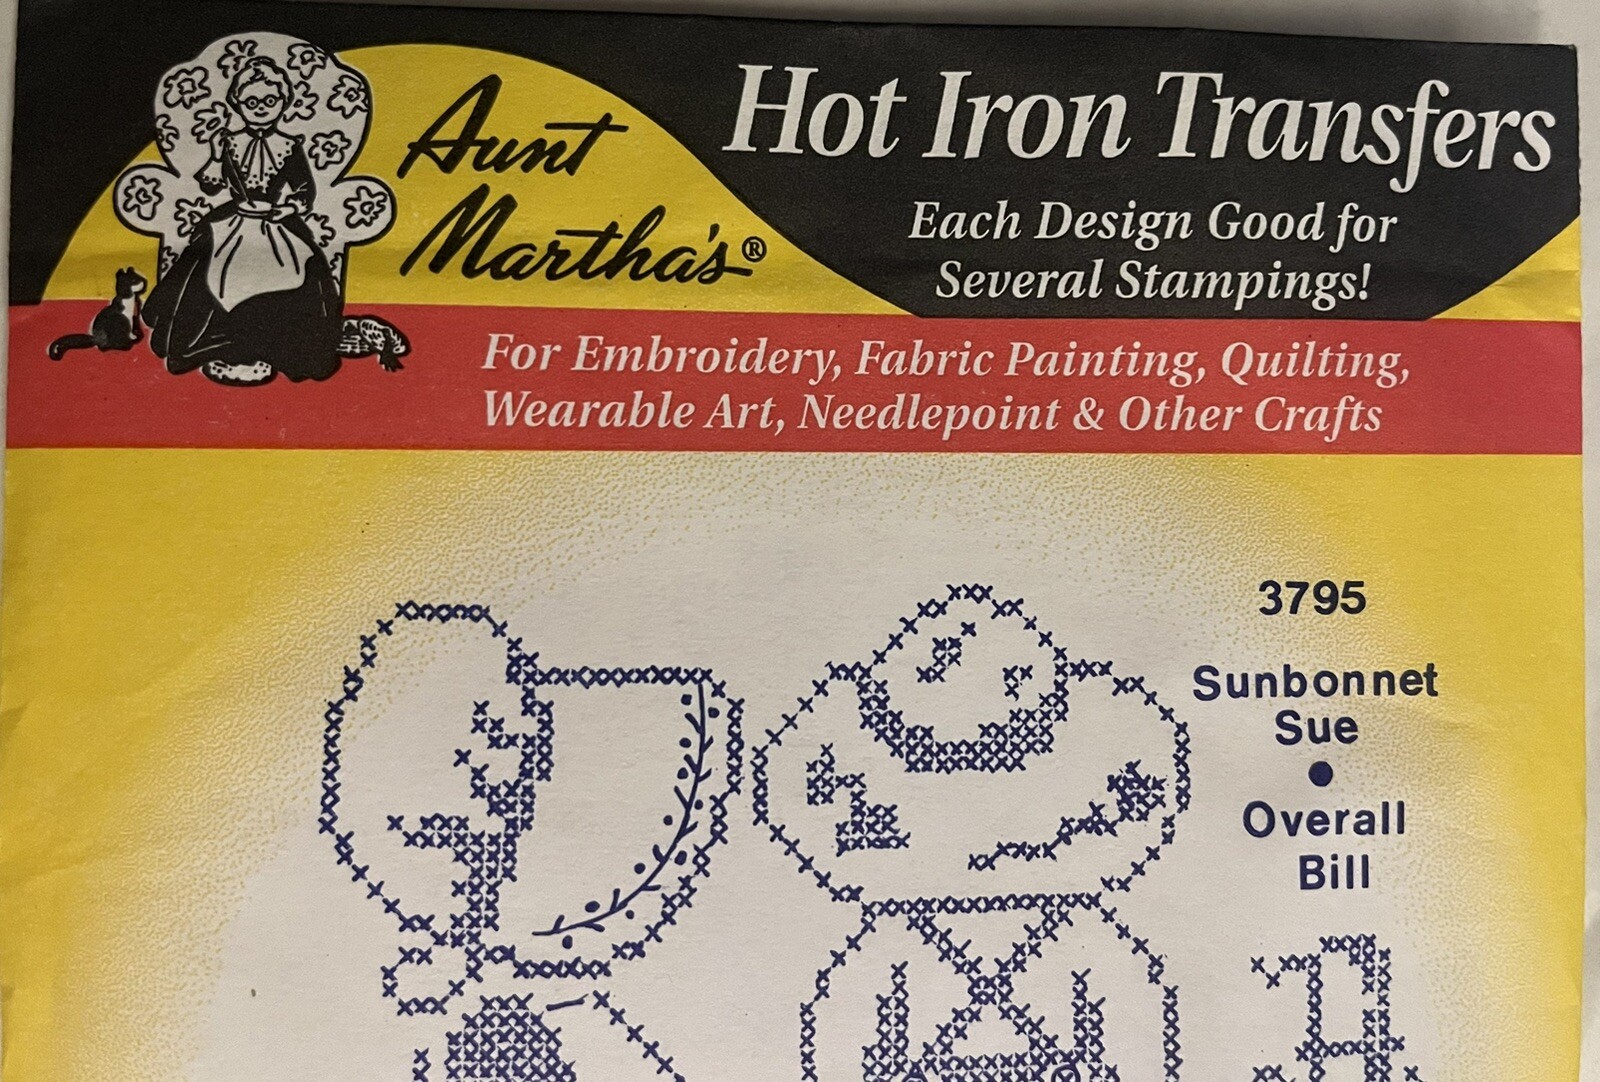 Aunt
Martha's®
Hot Iron Transfers
Each Design Good for
Several Stampings!
For Embroidery, Fabric Painting, Quilting,
Wearable Art, Needlepoint & Other Crafts
3795
Sunbonnet
Sue
●
Overall
Bill